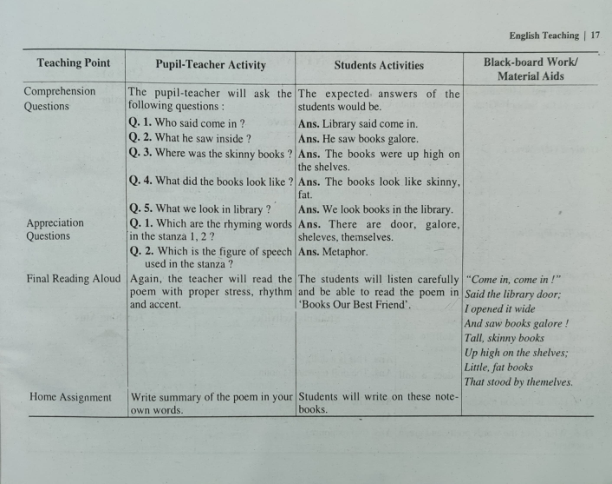 English Teaching | 17
Teaching Point
Pupil-Teacher Activity
Students Activities
Black-board Work/
Material Aids
Comprehension
Questions
The pupil-teacher will ask the
following questions :
The expected answers of the
students would be.
Q. 1. Who said come in ?
Ans. Library said come in.
Q. 2. What he saw inside ?
Ans. He saw books galore.
Q. 3. Where was the skinny books ?
Ans. The books were up high on
the shelves.
Q. 4. What did the books look like ?
Ans. The books look like skinny,
fat.
Q. 5. What we look in library ?
Ans. We look books in the library.
Appreciation
Questions
Q. 1. Which are the rhyming words
in the stanza 1, 2 ?
Ans. There are door, galore,
sheleves, themselves.
Q. 2. Which is the figure of speech
used in the stanza ?
Ans. Metaphor.
Final Reading Aloud
Again, the teacher will read the
poem with proper stress, rhythm
and accent.
The students will listen carefully
and be able to read the poem in
'Books Our Best Friend'.
"Come in, come in !"
Said the library door;
I opened it wide
And saw books galore !
Tall, skinny books
Up high on the shelves;
Little, fat books
That stood by themelves.
Home Assignment
Write summary of the poem in your
own words.
Students will write on these note-
books.